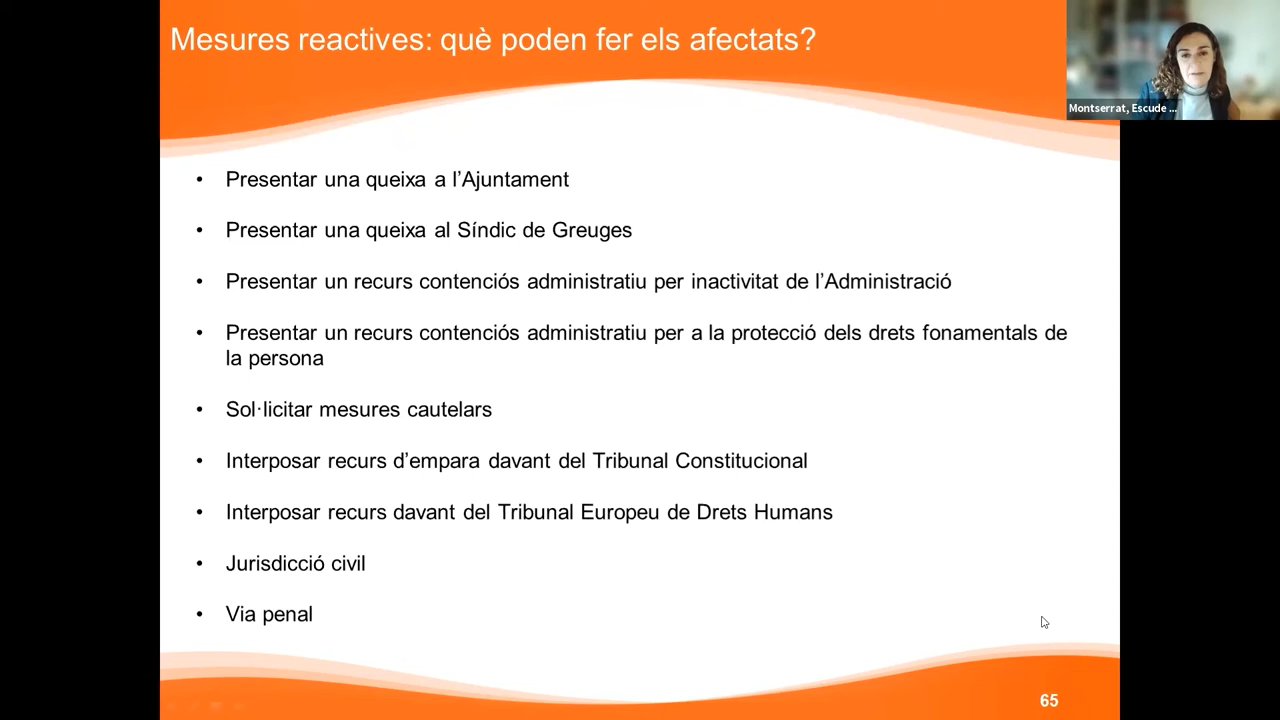 Mesures reactives: què poden fer els afectats?
Montserrat, Escude ...
• Presentar una queixa a l’Ajuntament
• Presentar una queixa al Síndic de Greuges
• Presentar un recurs contenciós administratiu per inactivitat de l’Administració
• Presentar un recurs contenciós administratiu per a la protecció dels drets fonamentals de
la persona
• Sol·licitar mesures cautelars
• Interposar recurs d’empara davant del Tribunal Constitucional
• Interposar recurs davant del Tribunal Europeu de Drets Humans
• Jurisdicció civil
• Via penal
65